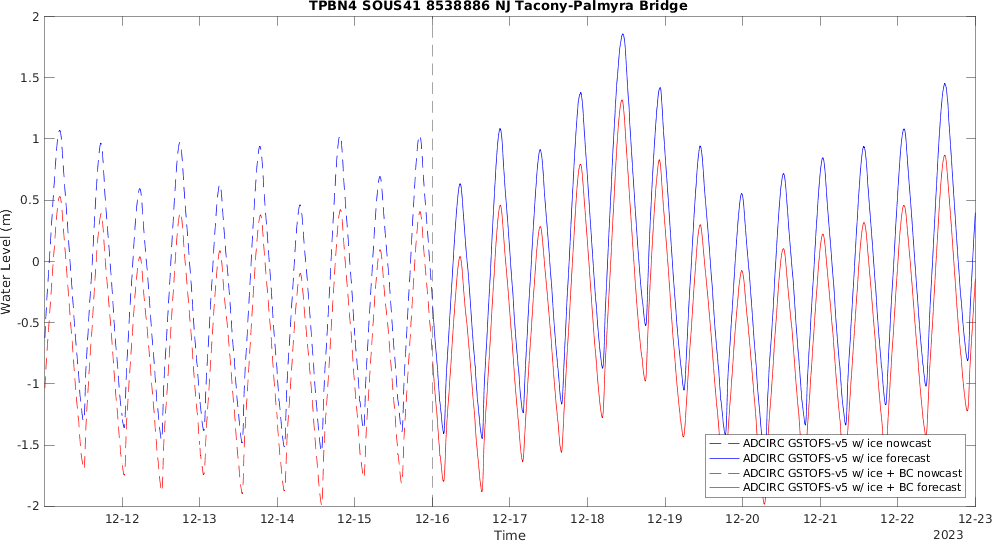 TPBN4 SOUS41 8538886 NJ Tacony-Palmyra Bridge
2
1.5
1
0.5
0
-0.5
-1
-1.5
-2
Water Level (m)
ADCIRC GSTOFS-v5 w/ ice nowcast
ADCIRC GSTOFS-v5 w/ ice forecast
ADCIRC GSTOFS-v5 w/ ice + BC nowcast
ADCIRC GSTOFS-v5 w/ ice + BC forecast
12-12 12-13 12-14 12-15 12-16 12-17 12-18 12-19 12-20 12-21 12-22 12-23
Time
2023